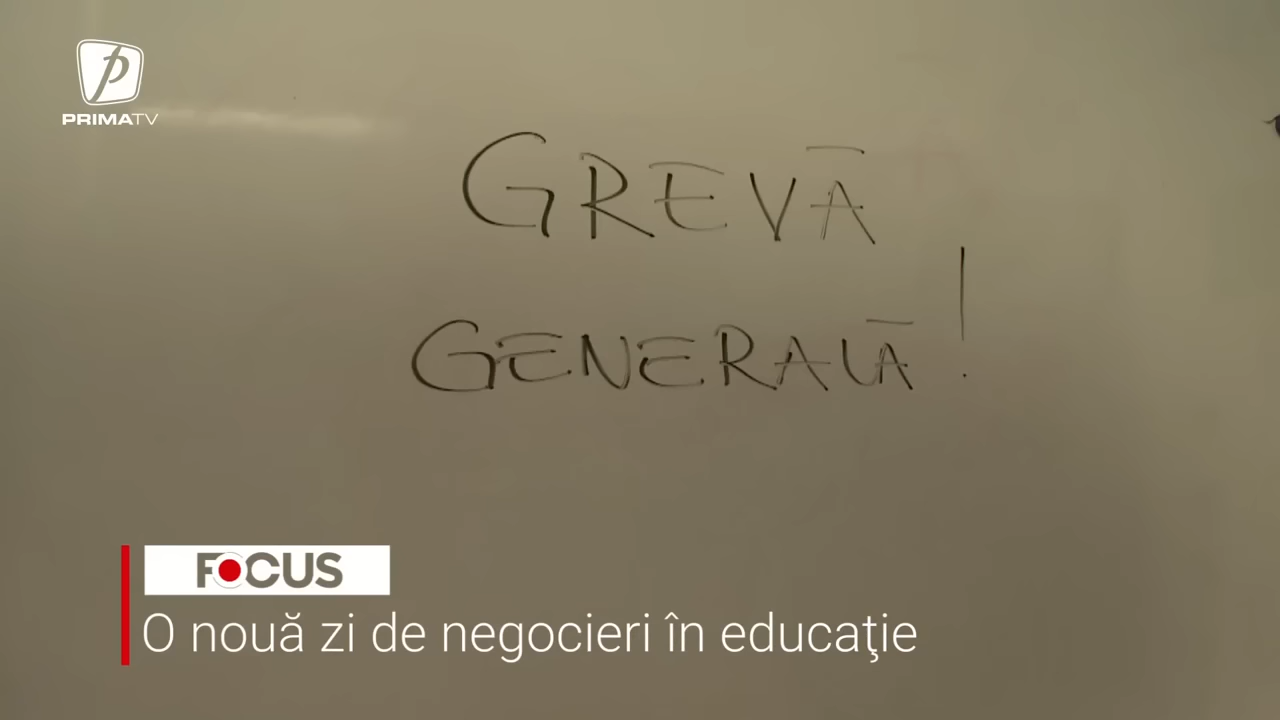 PRIMATV
GREVĂ
GENERALĂ!
FOCUS
O nouă zi de negocieri în educaţie